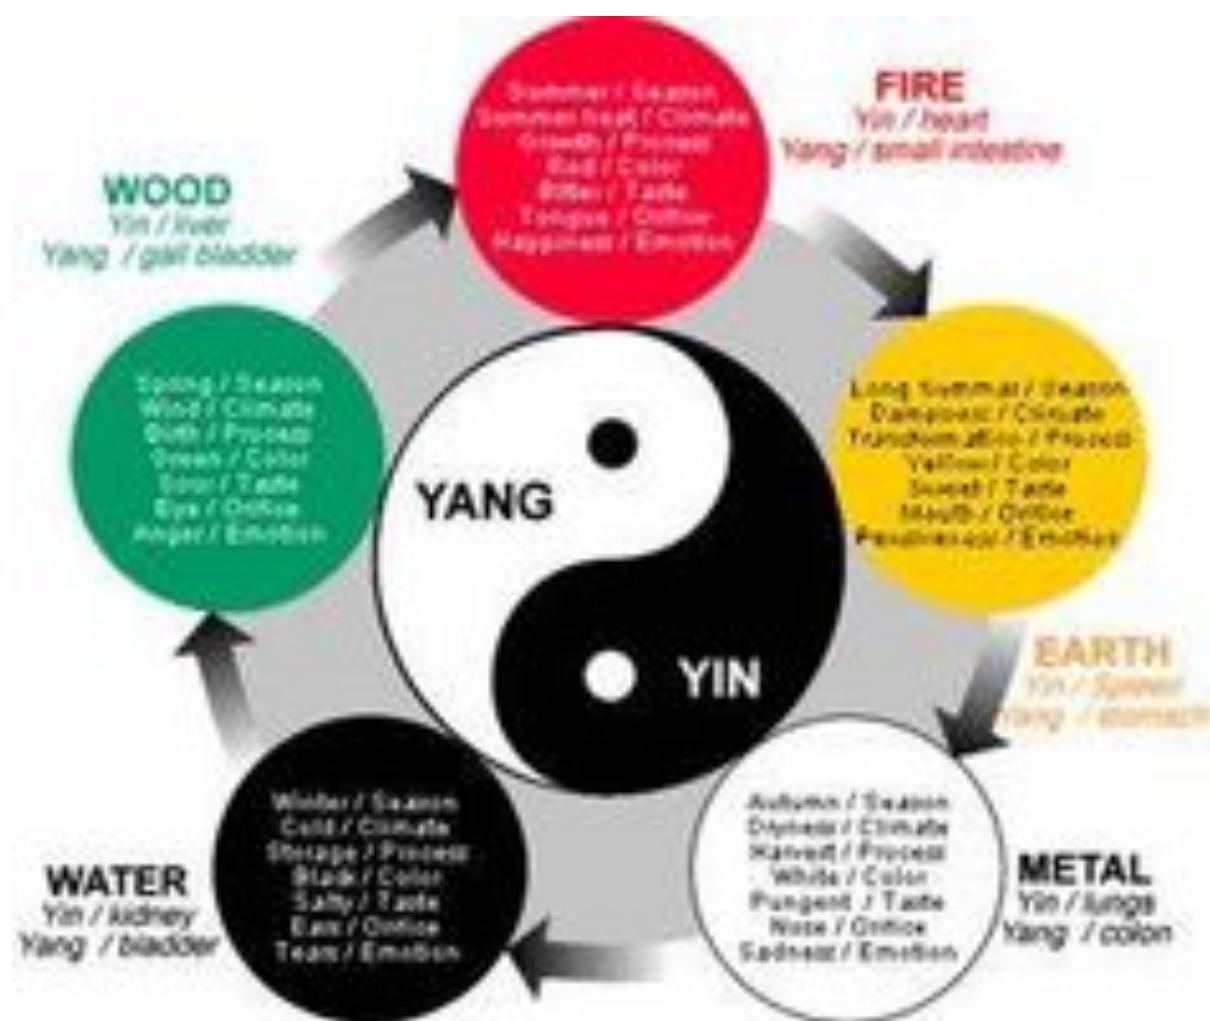 FIRE
Yin / heart
Yang / small intestine
Summer / Season
Summer heat / Climate
Growth / Process
Red / Color
Bitter / Taste
Tongue / Orifice
Happiness / Emotion
WOOD
Yin / liver
Yang / gall bladder
Spring / Season
Wind / Climate
Birth / Process
Green / Color
Sour / Taste
Eye / Orifice
Anger / Emotion
Long Summer / Season
Dampness / Climate
Transformation / Process
Yellow / Color
Sweet / Taste
Mouth / Orifice
Pensiveness / Emotion
YANG
YIN
EARTH
Yin / Spleen
Yang / stomach
Winter / Season
Cold / Climate
Storage / Process
Black / Color
Salty / Taste
/ Orifice
/ Emotion
WATER
Yin / kidney
Yang / bladder
Autumn / Season
Dryness / Climate
Harvest / Process
White / Color
Pungent / Taste
Nose / Orifice
Sadness / Emotion
METAL
Yin / lungs
Yang / colon